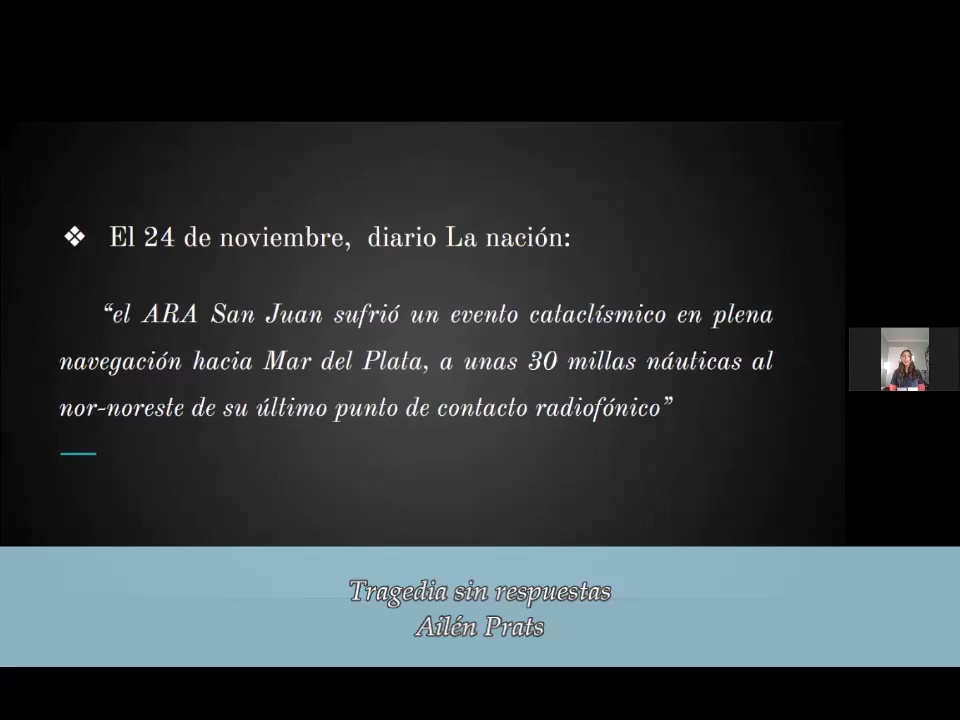 ❖ El 24 de noviembre, diario La nación:
“el ARA San Juan sufrió un evento cataclísmico en plena
navegación hacia Mar del Plata, a unas 30 millas náuticas al
nor-noreste de su último punto de contacto radiofónico”
Tragedia sin respuestas
Ailén Prats